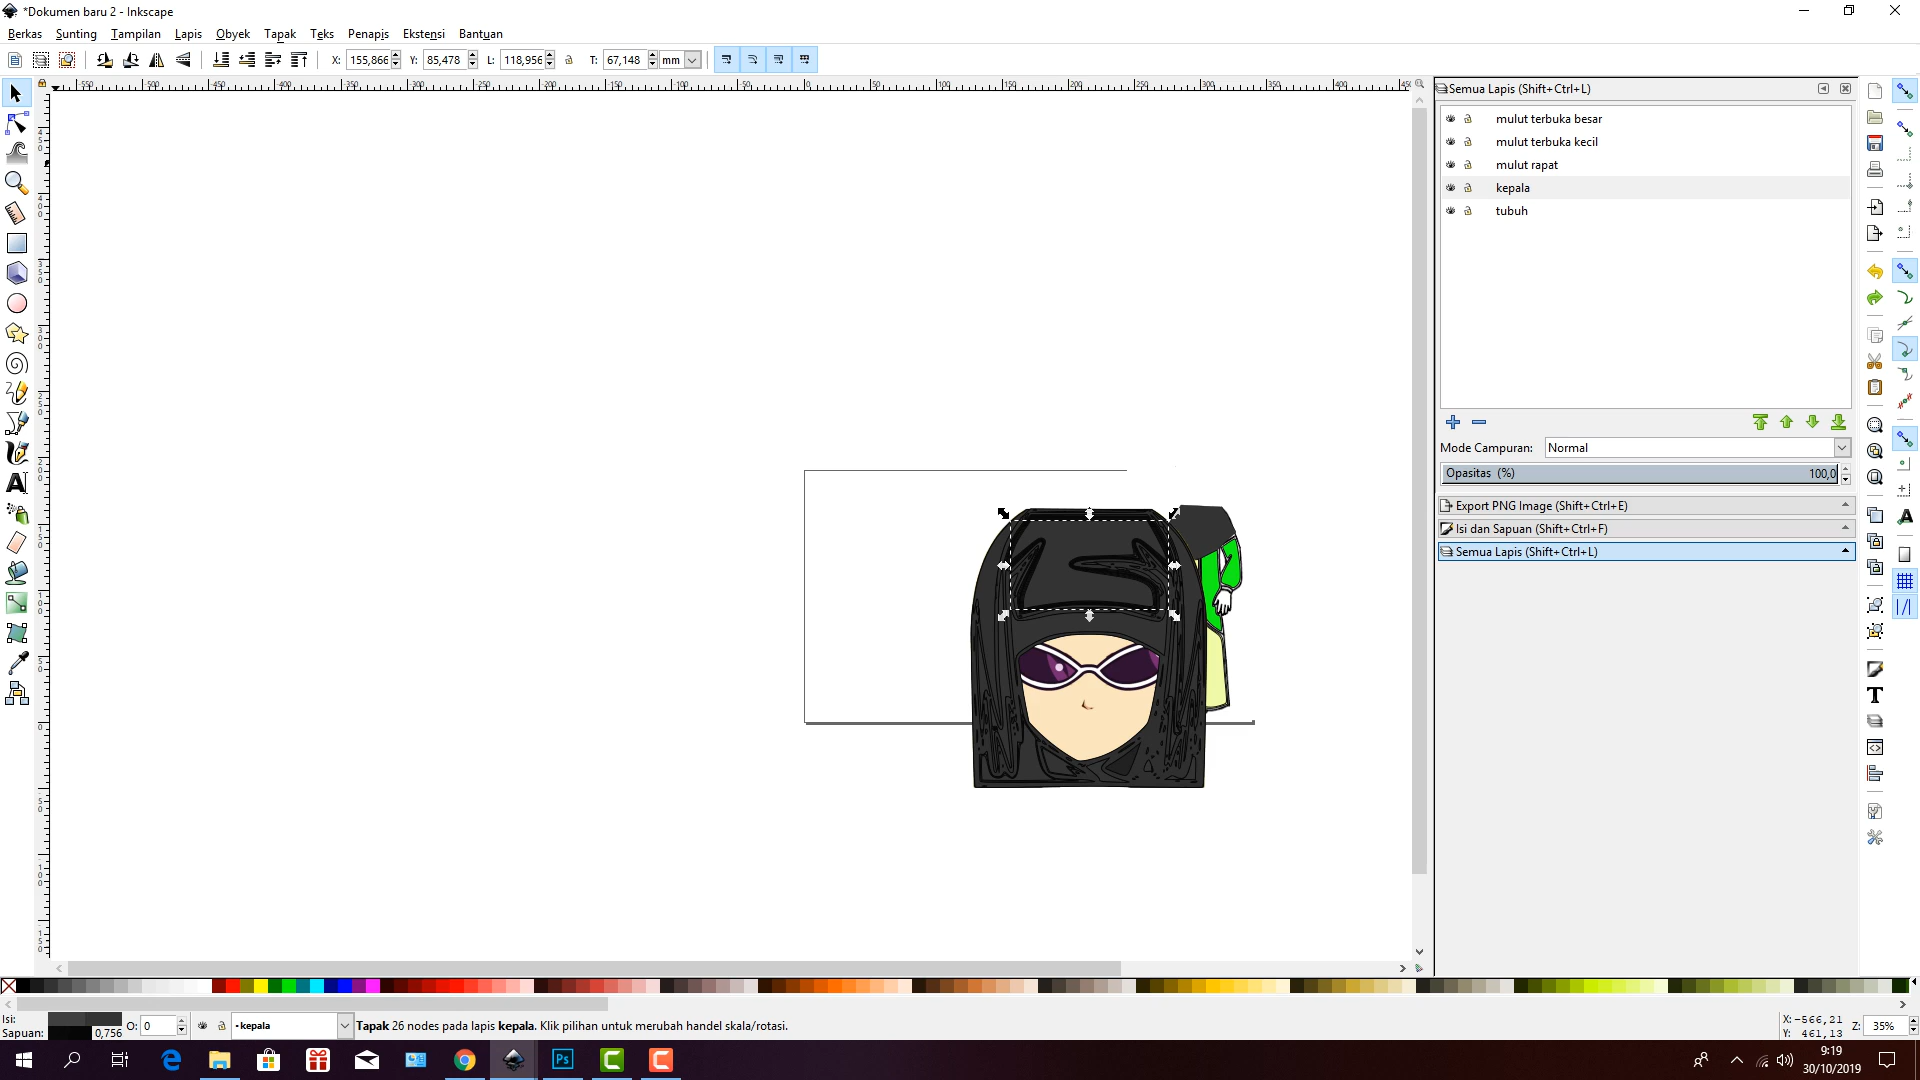 *Dokumen baru 2 - Inkscape
Berkas Sunting Tampilan Lapis Obyek Tapak Teks Penapis Ekstensi Bantuan
X: 155,866 Y: 85,478 L: 118,956 T: 67,148 mm
Semua Lapis (Shift+Ctrl+L)
mulut terbuka besar
mulut terbuka kecil
mulut rapat
kepala
tubuh
Mode Campuran: Normal
Opasitas (%) 100,0
Export PNG Image (Shift+Ctrl+E)
Isi dan Sapuan (Shift+Ctrl+F)
Semua Lapis (Shift+Ctrl+L)
Isi:
Sapuan: 0,756 O: 0 kepala Tapak 26 nodes pada lapis kepala. Klik pilihan untuk merubah handel skala/rotasi.
X: -566,21
Y: 461,13
Z: 35%
Ps
9:19
30/10/2019